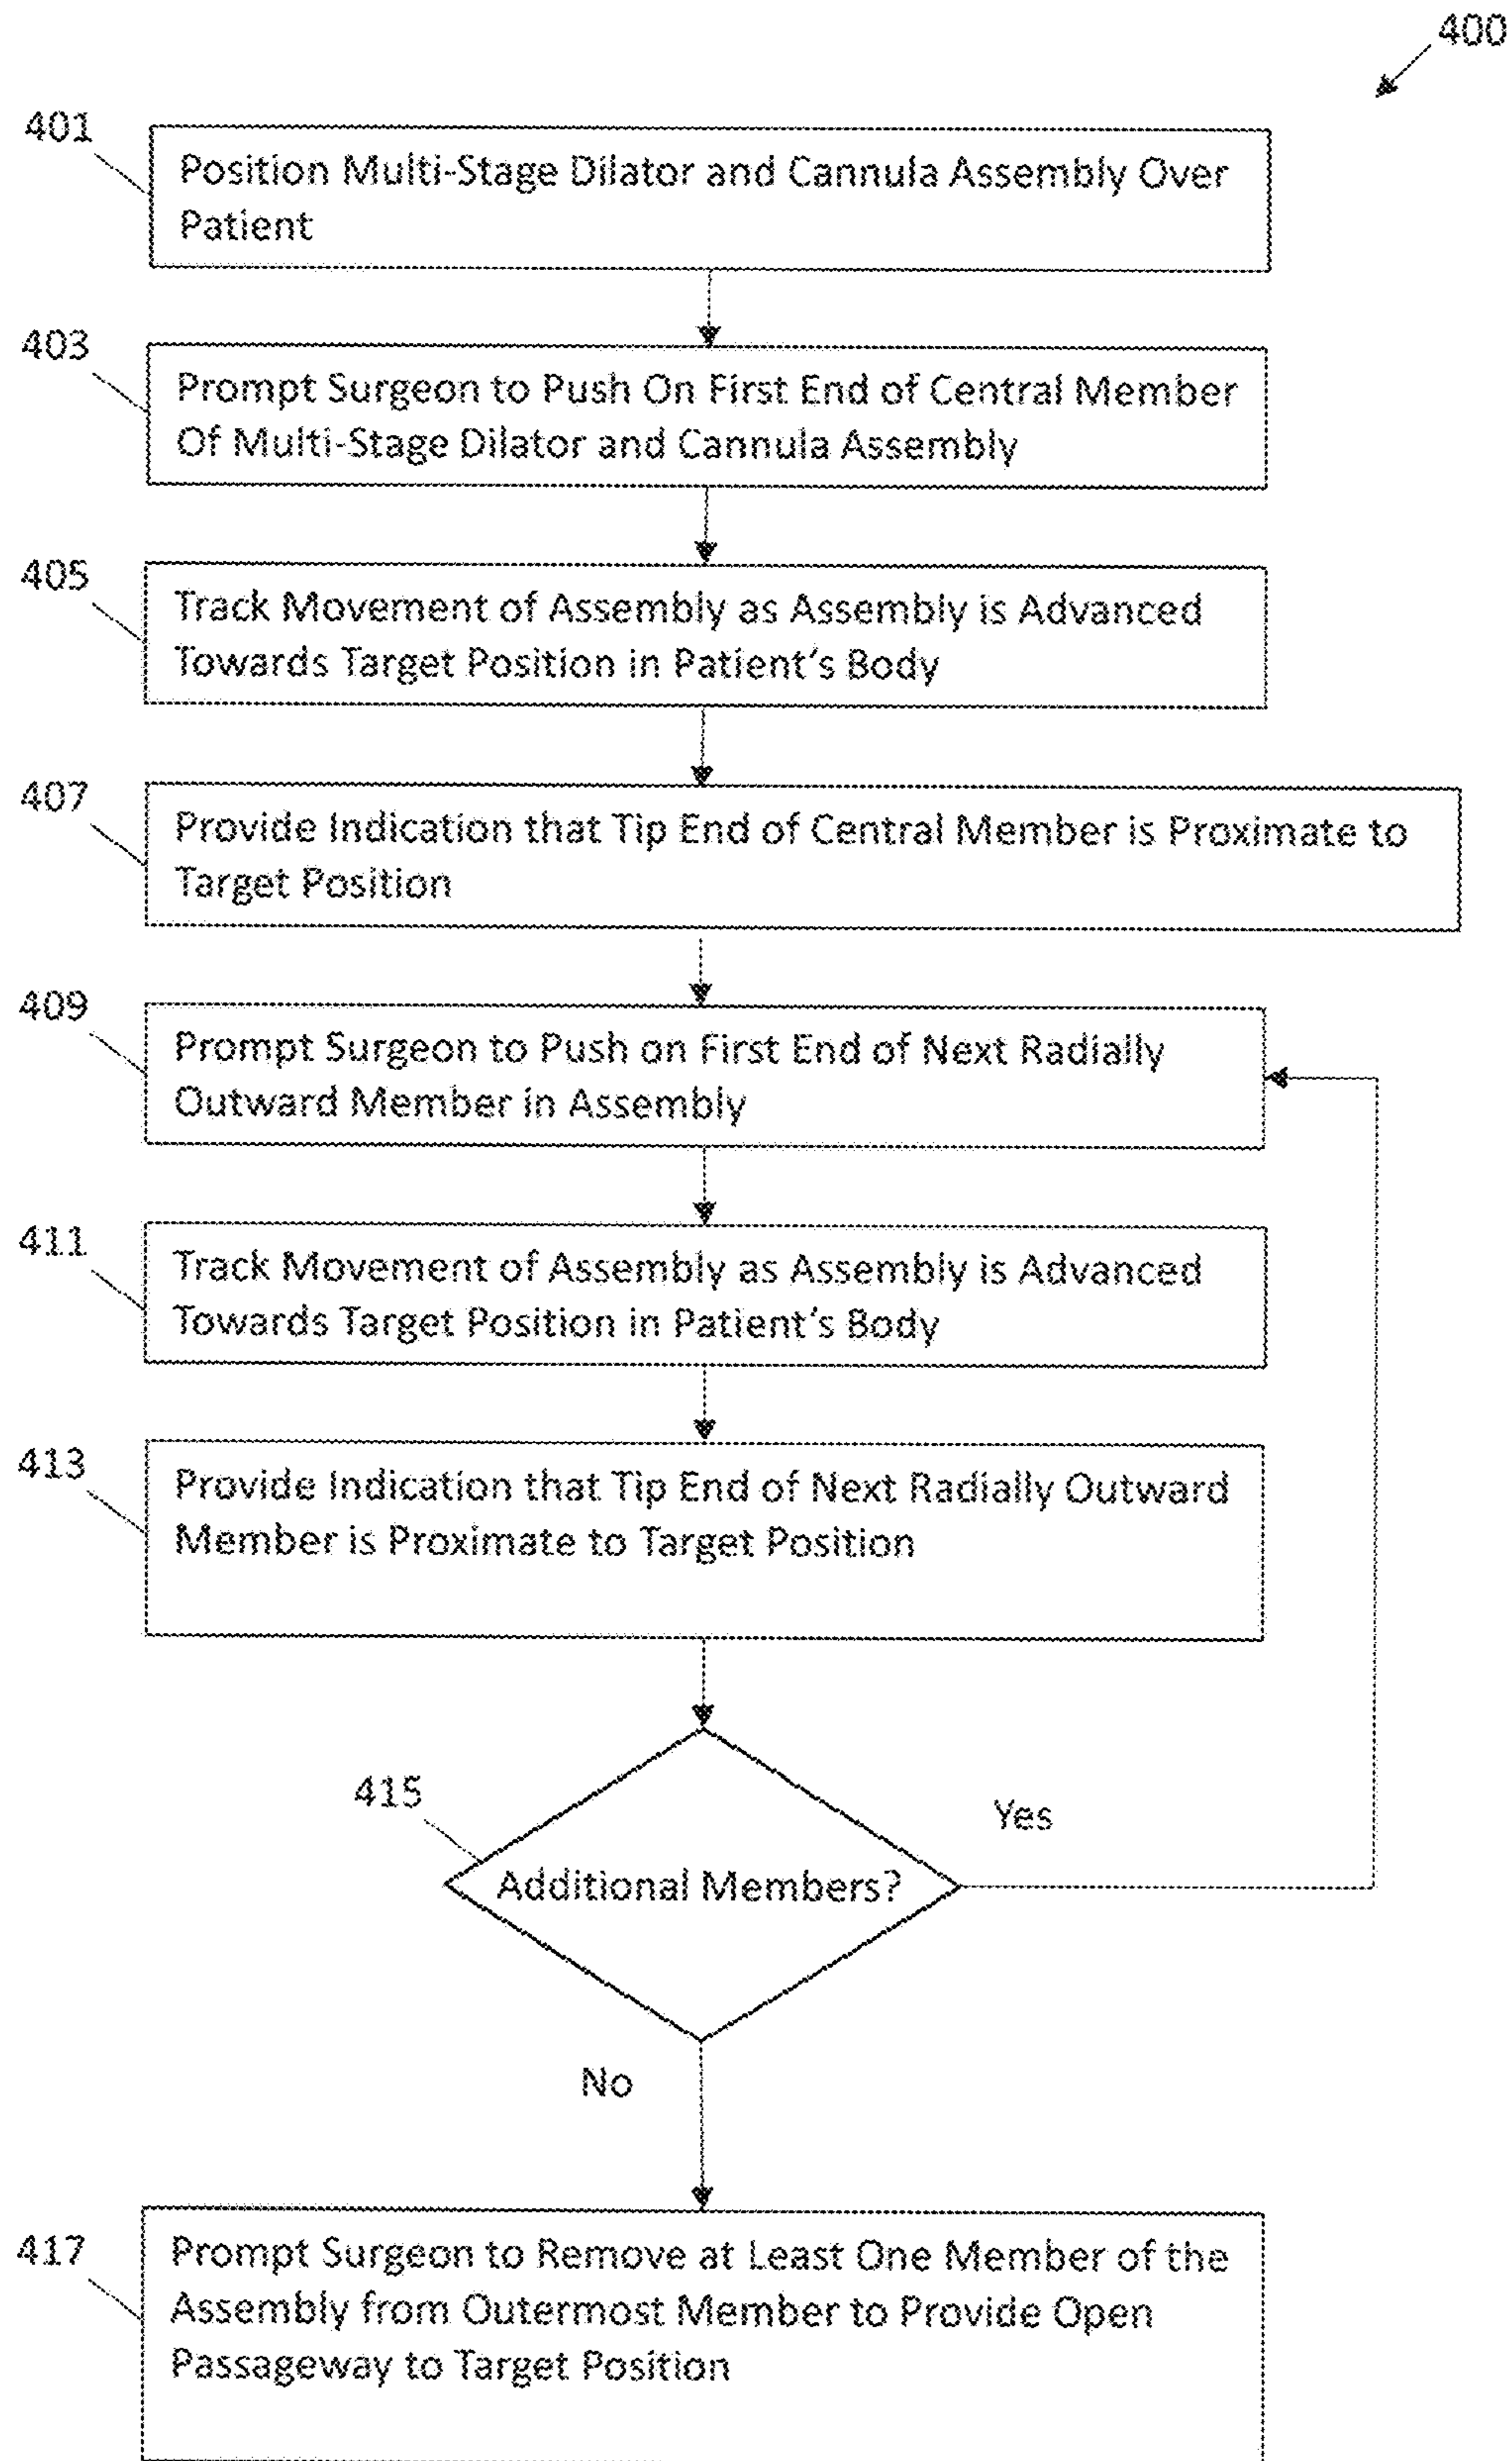 400
401
Position Multi-Stage Dilator and Cannula Assembly Over
Patient
403
Prompt Surgeon to Push On First End of Central Member
Of Multi-Stage Dilator and Cannula Assembly
405
Track Movement of Assembly as Assembly is Advanced
Towards Target Position in Patient's Body
407
Provide Indication that Tip End of Central Member is Proximate to
Target Position
409
Prompt Surgeon to Push on First End of Next Radially
Outward Member in Assembly
411
Track Movement of Assembly as Assembly is Advanced
Towards Target Position in Patient's Body
413
Provide Indication that Tip End of Next Radially Outward
Member is Proximate to Target Position
415
Yes
Additional Members?
No
417
Prompt Surgeon to Remove at Least One Member of the
Assembly from Outermost Member to Provide Open
Passageway to Target Position